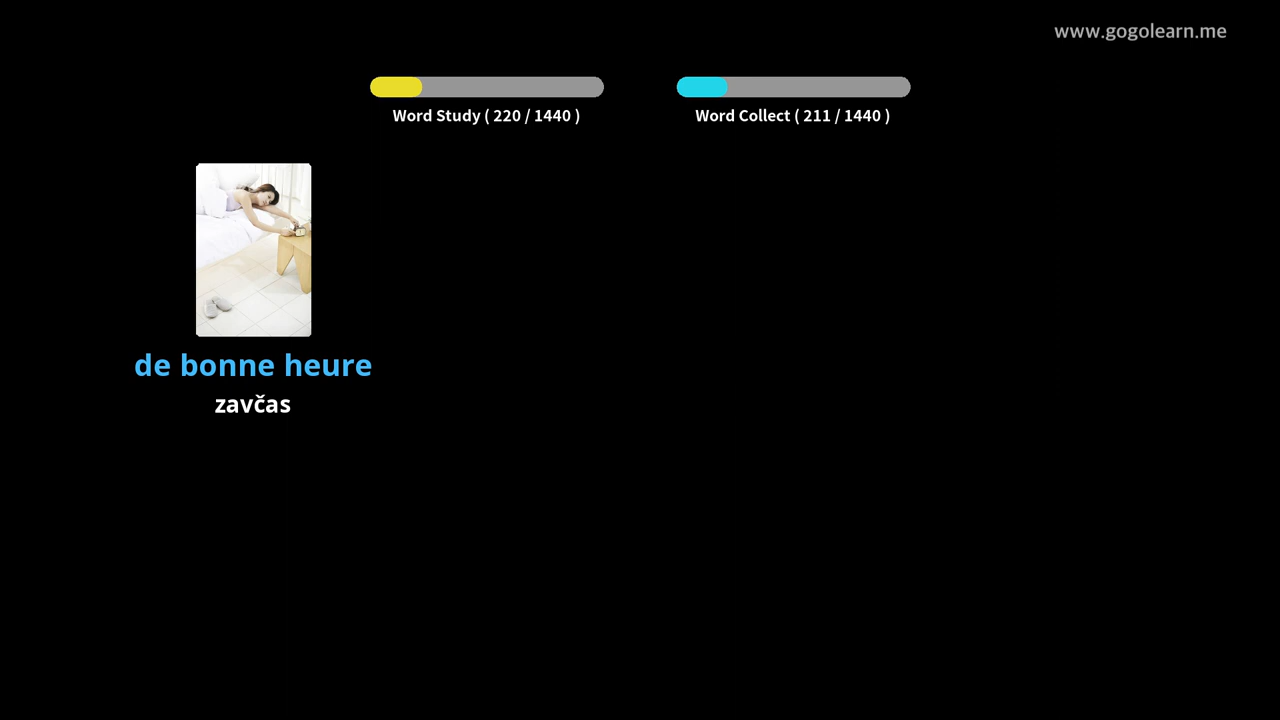 www.gogolearn.me
Word Study ( 220 / 1440 )
Word Collect ( 211 / 1440 )
de bonne heure
zavčas